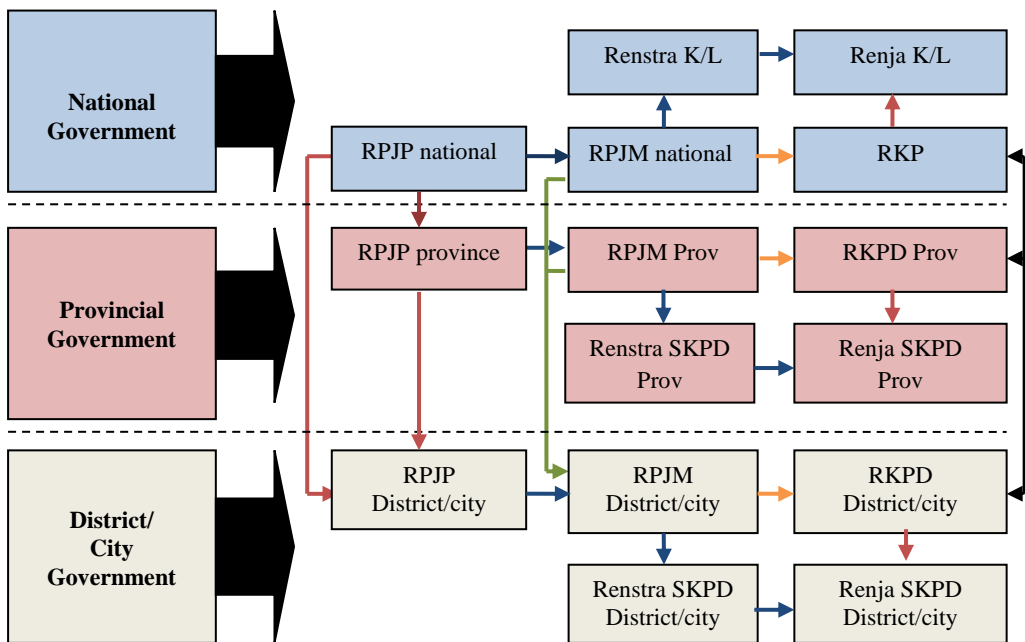 National
Government
Renstra K/L
Renja K/L
RPJP national
RPJM national
RKP
Provincial
Government
RPJP province
RPJM Prov
RKPD Prov
Renstra SKPD
Prov
Renja SKPD
Prov
District/
City
Government
RPJP
District/city
RPJM
District/city
RKPD
District/city
Renstra SKPD
District/city
Renja SKPD
District/city